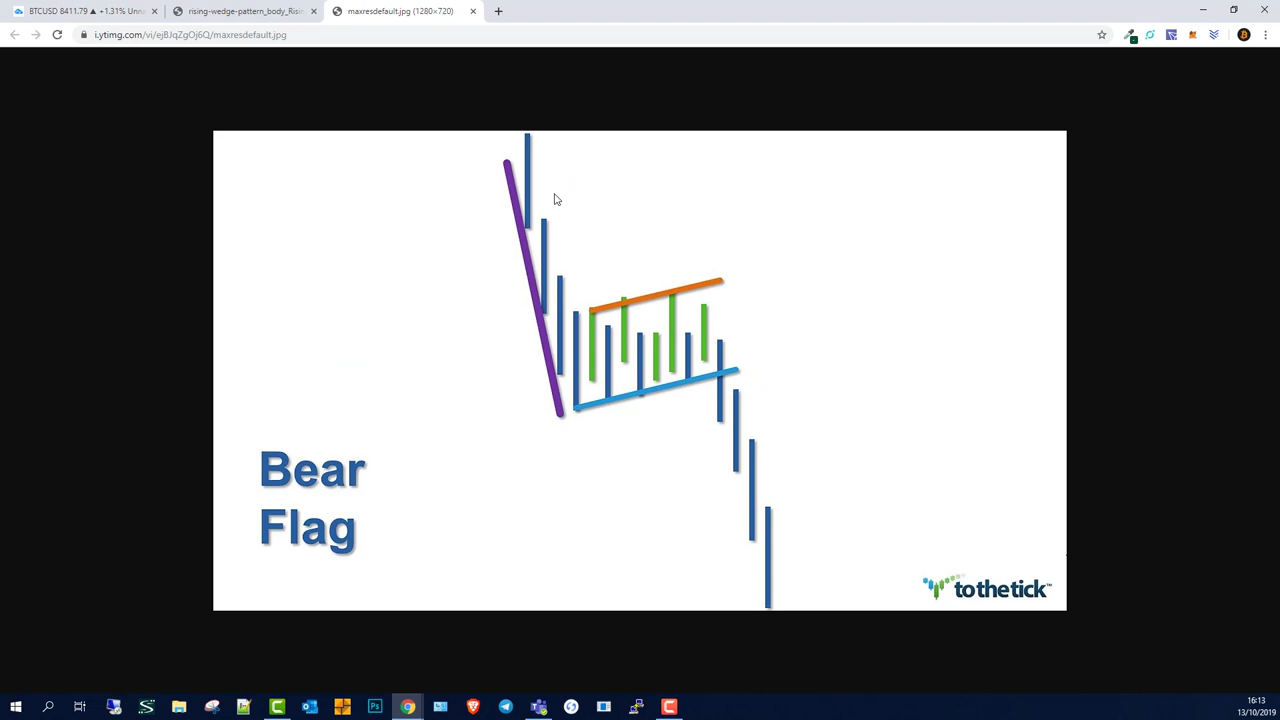 BTCUSD 8411.79 ▲ +1.31% Unna
rising-wedge-pattern_body_Risin
maxresdefault.jpg (1280×720)
i.ytimg.com/vi/ejBJqZgOj6Q/maxresdefault.jpg
Bear
Flag
tothetick™
16:13
13/10/2019